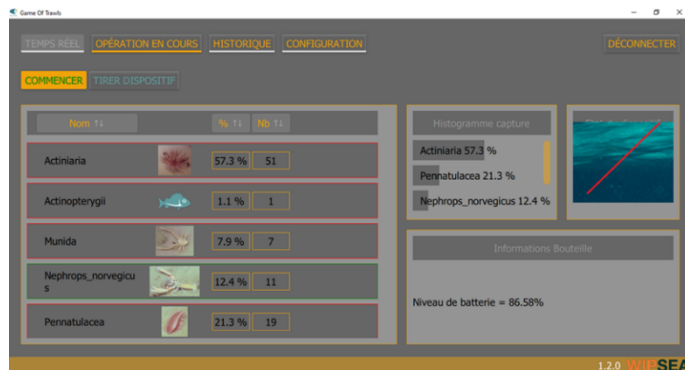 Game Of Trawls
TEMPS RÉEL OPÉRATION EN COURS HISTORIQUE CONFIGURATION DÉCONNECTER
COMMENCER TIRER DISPOSITIF
Nom ↑↓ % ↑↓ Nb ↑↓
Actiniaria 57.3 % 51
Actinopterygii 1.1 % 1
Munida 7.9 % 7
Nephrops_norvegicu
s 12.4 % 11
Pennatulacea 21.3 % 19
Histogramme capture
Actiniaria 57.3 %
Pennatulacea 21.3 %
Nephrops_norvegicus 12.4 %
Informations Bouteille
Niveau de batterie = 86.58%
1.2.0 WIPSEA